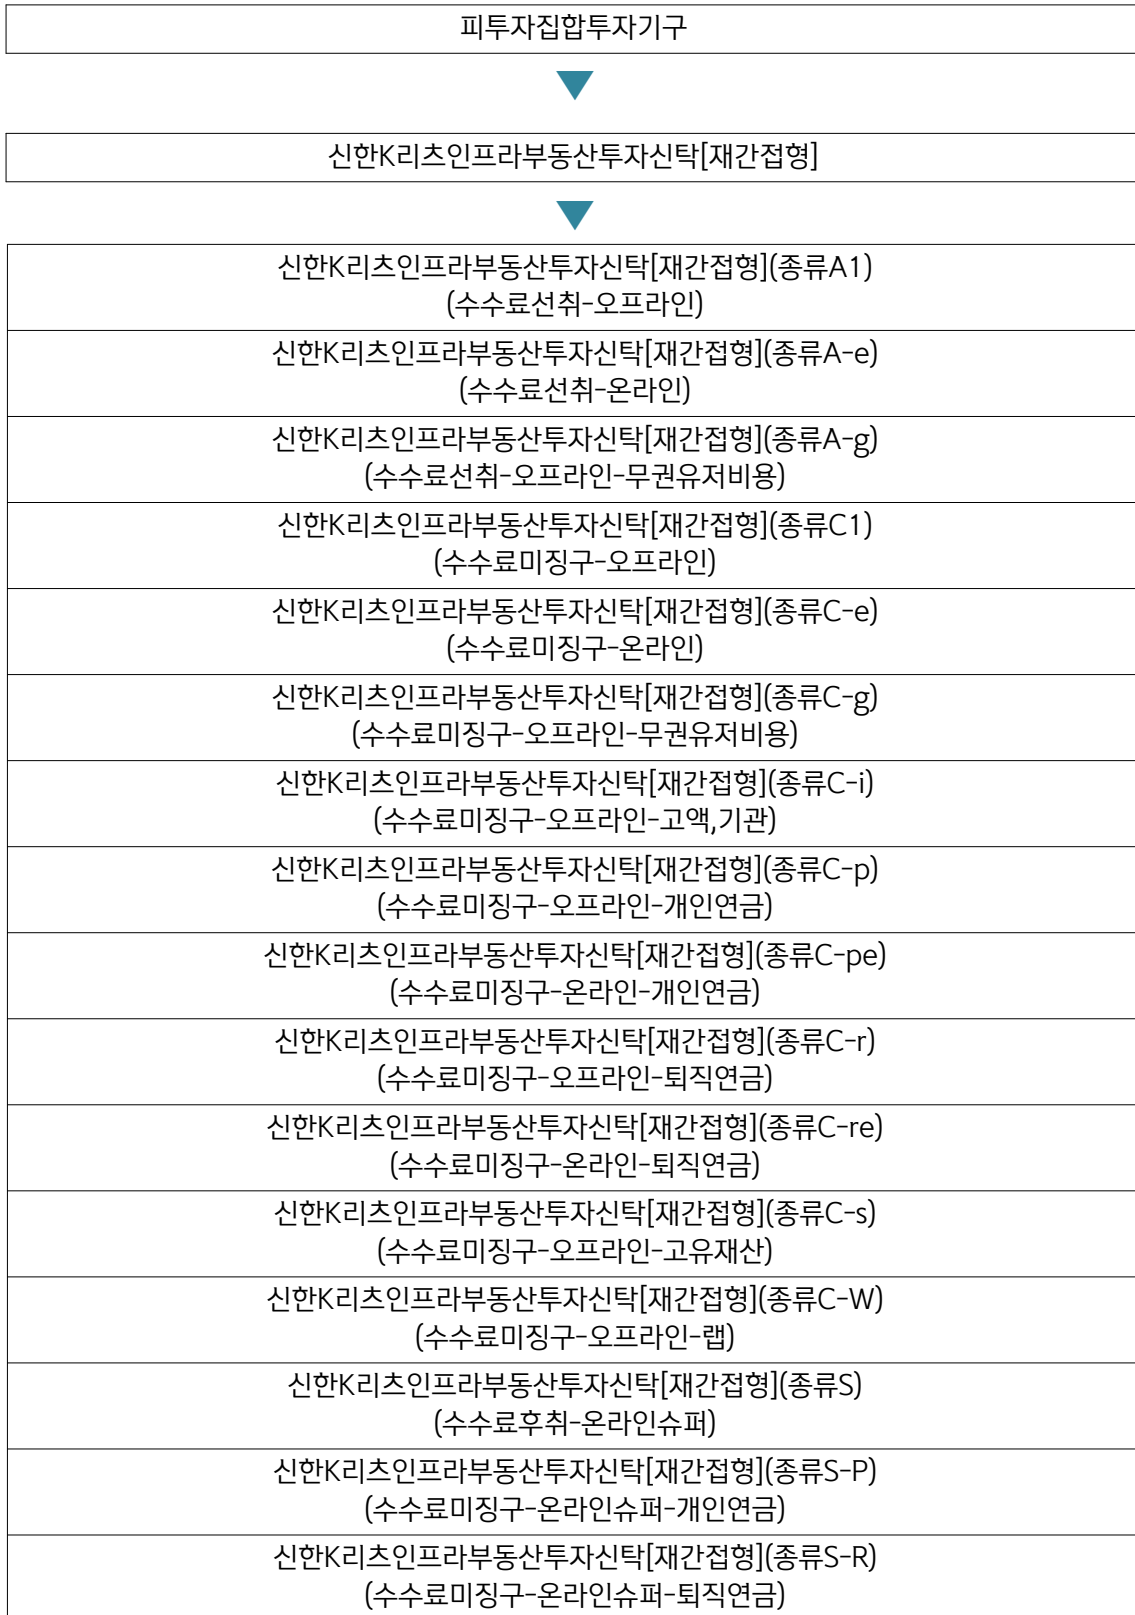 피투자집합투자기구
신한K리츠인프라부동산투자신탁[재간접형]
신한K리츠인프라부동산투자신탁[재간접형](종류A1)
(수수료선취-오프라인)
신한K리츠인프라부동산투자신탁[재간접형](종류A-e)
(수수료선취-온라인)
신한K리츠인프라부동산투자신탁[재간접형](종류A-g)
(수수료선취-오프라인-무권유저비용)
신한K리츠인프라부동산투자신탁[재간접형](종류C1)
(수수료미징구-오프라인)
신한K리츠인프라부동산투자신탁[재간접형](종류C-e)
(수수료미징구-온라인)
신한K리츠인프라부동산투자신탁[재간접형](종류C-g)
(수수료미징구-오프라인-무권유저비용)
신한K리츠인프라부동산투자신탁[재간접형](종류C-i)
(수수료미징구-오프라인-고액,기관)
신한K리츠인프라부동산투자신탁[재간접형](종류C-p)
(수수료미징구-오프라인-개인연금)
신한K리츠인프라부동산투자신탁[재간접형](종류C-pe)
(수수료미징구-온라인-개인연금)
신한K리츠인프라부동산투자신탁[재간접형](종류C-r)
(수수료미징구-오프라인-퇴직연금)
신한K리츠인프라부동산투자신탁[재간접형](종류C-re)
(수수료미징구-온라인-퇴직연금)
신한K리츠인프라부동산투자신탁[재간접형](종류C-s)
(수수료미징구-오프라인-고유재산)
신한K리츠인프라부동산투자신탁[재간접형](종류C-W)
(수수료미징구-오프라인-랩)
신한K리츠인프라부동산투자신탁[재간접형](종류S)
(수수료후취-온라인슈퍼)
신한K리츠인프라부동산투자신탁[재간접형](종류S-P)
(수수료미징구-온라인슈퍼-개인연금)
신한K리츠인프라부동산투자신탁[재간접형](종류S-R)
(수수료미징구-온라인슈퍼-퇴직연금)